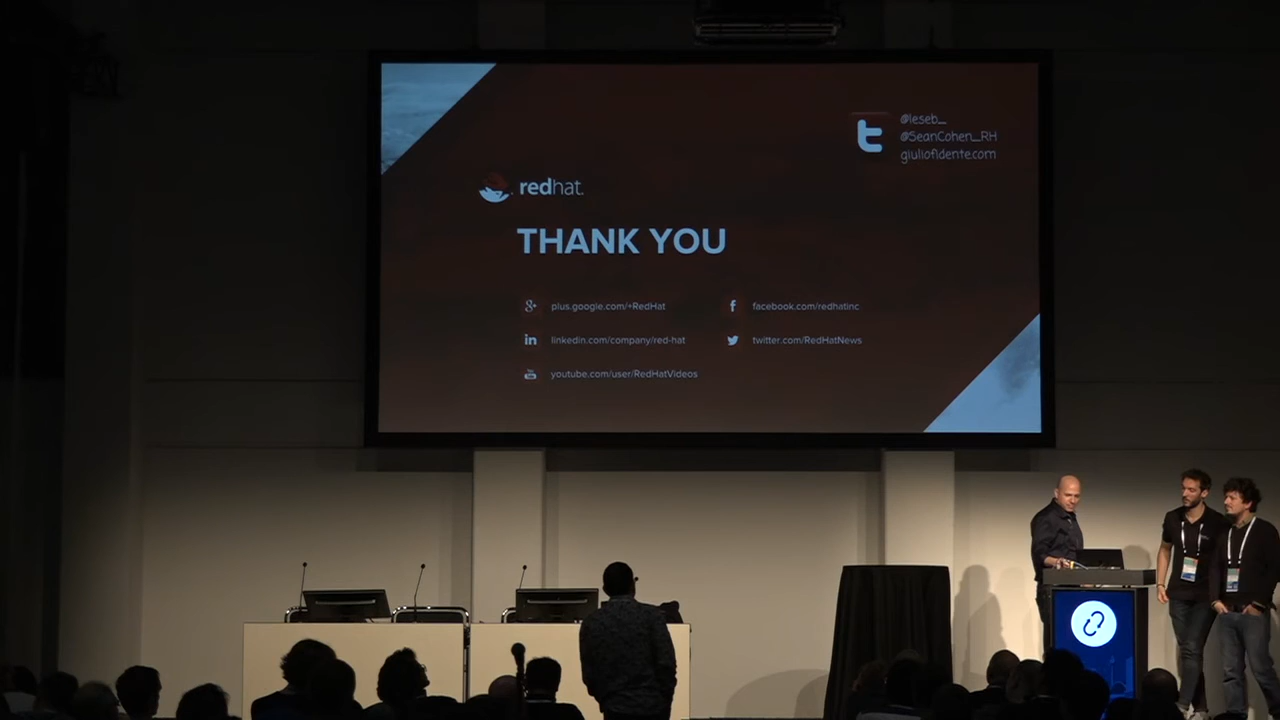 @leseb_
@SeanCohen_RH
giuliofidente.com
redhat.
THANK YOU
plus.google.com/+RedHat
facebook.com/redhatinc
linkedin.com/company/red-hat
twitter.com/RedHatNews
youtube.com/user/RedHatVideos